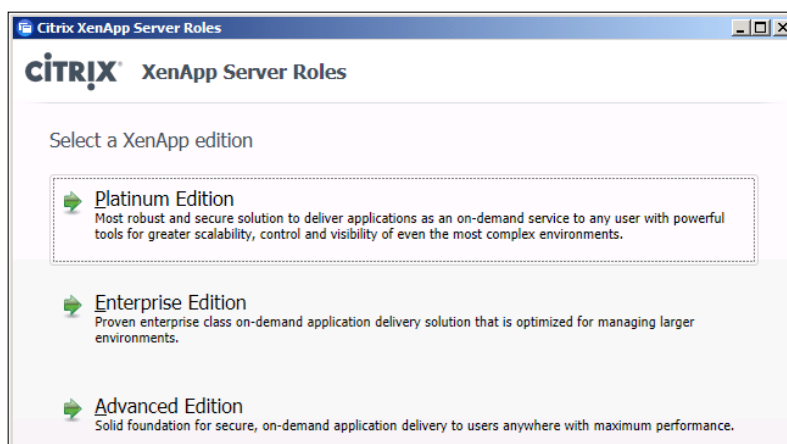 Citrix XenApp Server Roles
CİTRIX® XenApp Server Roles
Select a XenApp edition
Platinum Edition
Most robust and secure solution to deliver applications as an on-demand service to any user with powerful
tools for greater scalability, control and visibility of even the most complex environments.
Enterprise Edition
Proven enterprise class on-demand application delivery solution that is optimized for managing larger
environments.
Advanced Edition
Solid foundation for secure, on-demand application delivery to users anywhere with maximum performance.